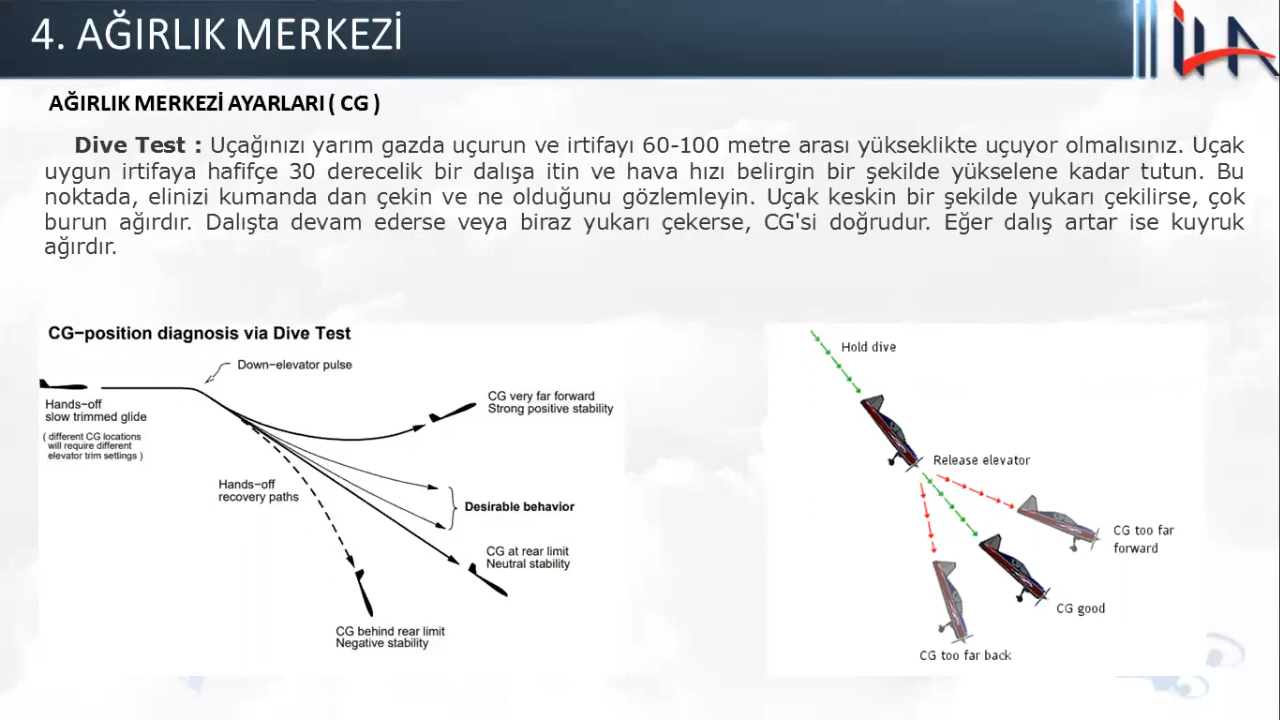 4. AĞIRLIK MERKEZİ
İHA
AĞIRLIK MERKEZİ AYARLARI ( CG )
Dive Test : Uçağınızı yarım gazda uçurun ve irtifayı 60-100 metre arası yükseklikte uçuyor olmalısınız. Uçak
uygun irtifaya hafifçe 30 derecelik bir dalışa itin ve hava hızı belirgin bir şekilde yükselene kadar tutun. Bu
noktada, elinizi kumanda dan çekin ve ne olduğunu gözlemleyin. Uçak keskin bir şekilde yukarı çekilirse, çok
burun ağırdır. Dalışta devam ederse veya biraz yukarı çekerse, CG'si doğrudur. Eğer dalış artar ise kuyruk
ağırdır.
CG-position diagnosis via Dive Test
Down-elevator pulse
Hands-off
slow trimmed glide
( different CG locations
will require different
elevator trim settings )
CG very far forward
Strong positive stability
Hands-off
recovery paths
Desirable behavior
CG at rear limit
Neutral stability
CG behind rear limit
Negative stability
Hold dive
Release elevator
CG too far
forward
CG good
CG too far back